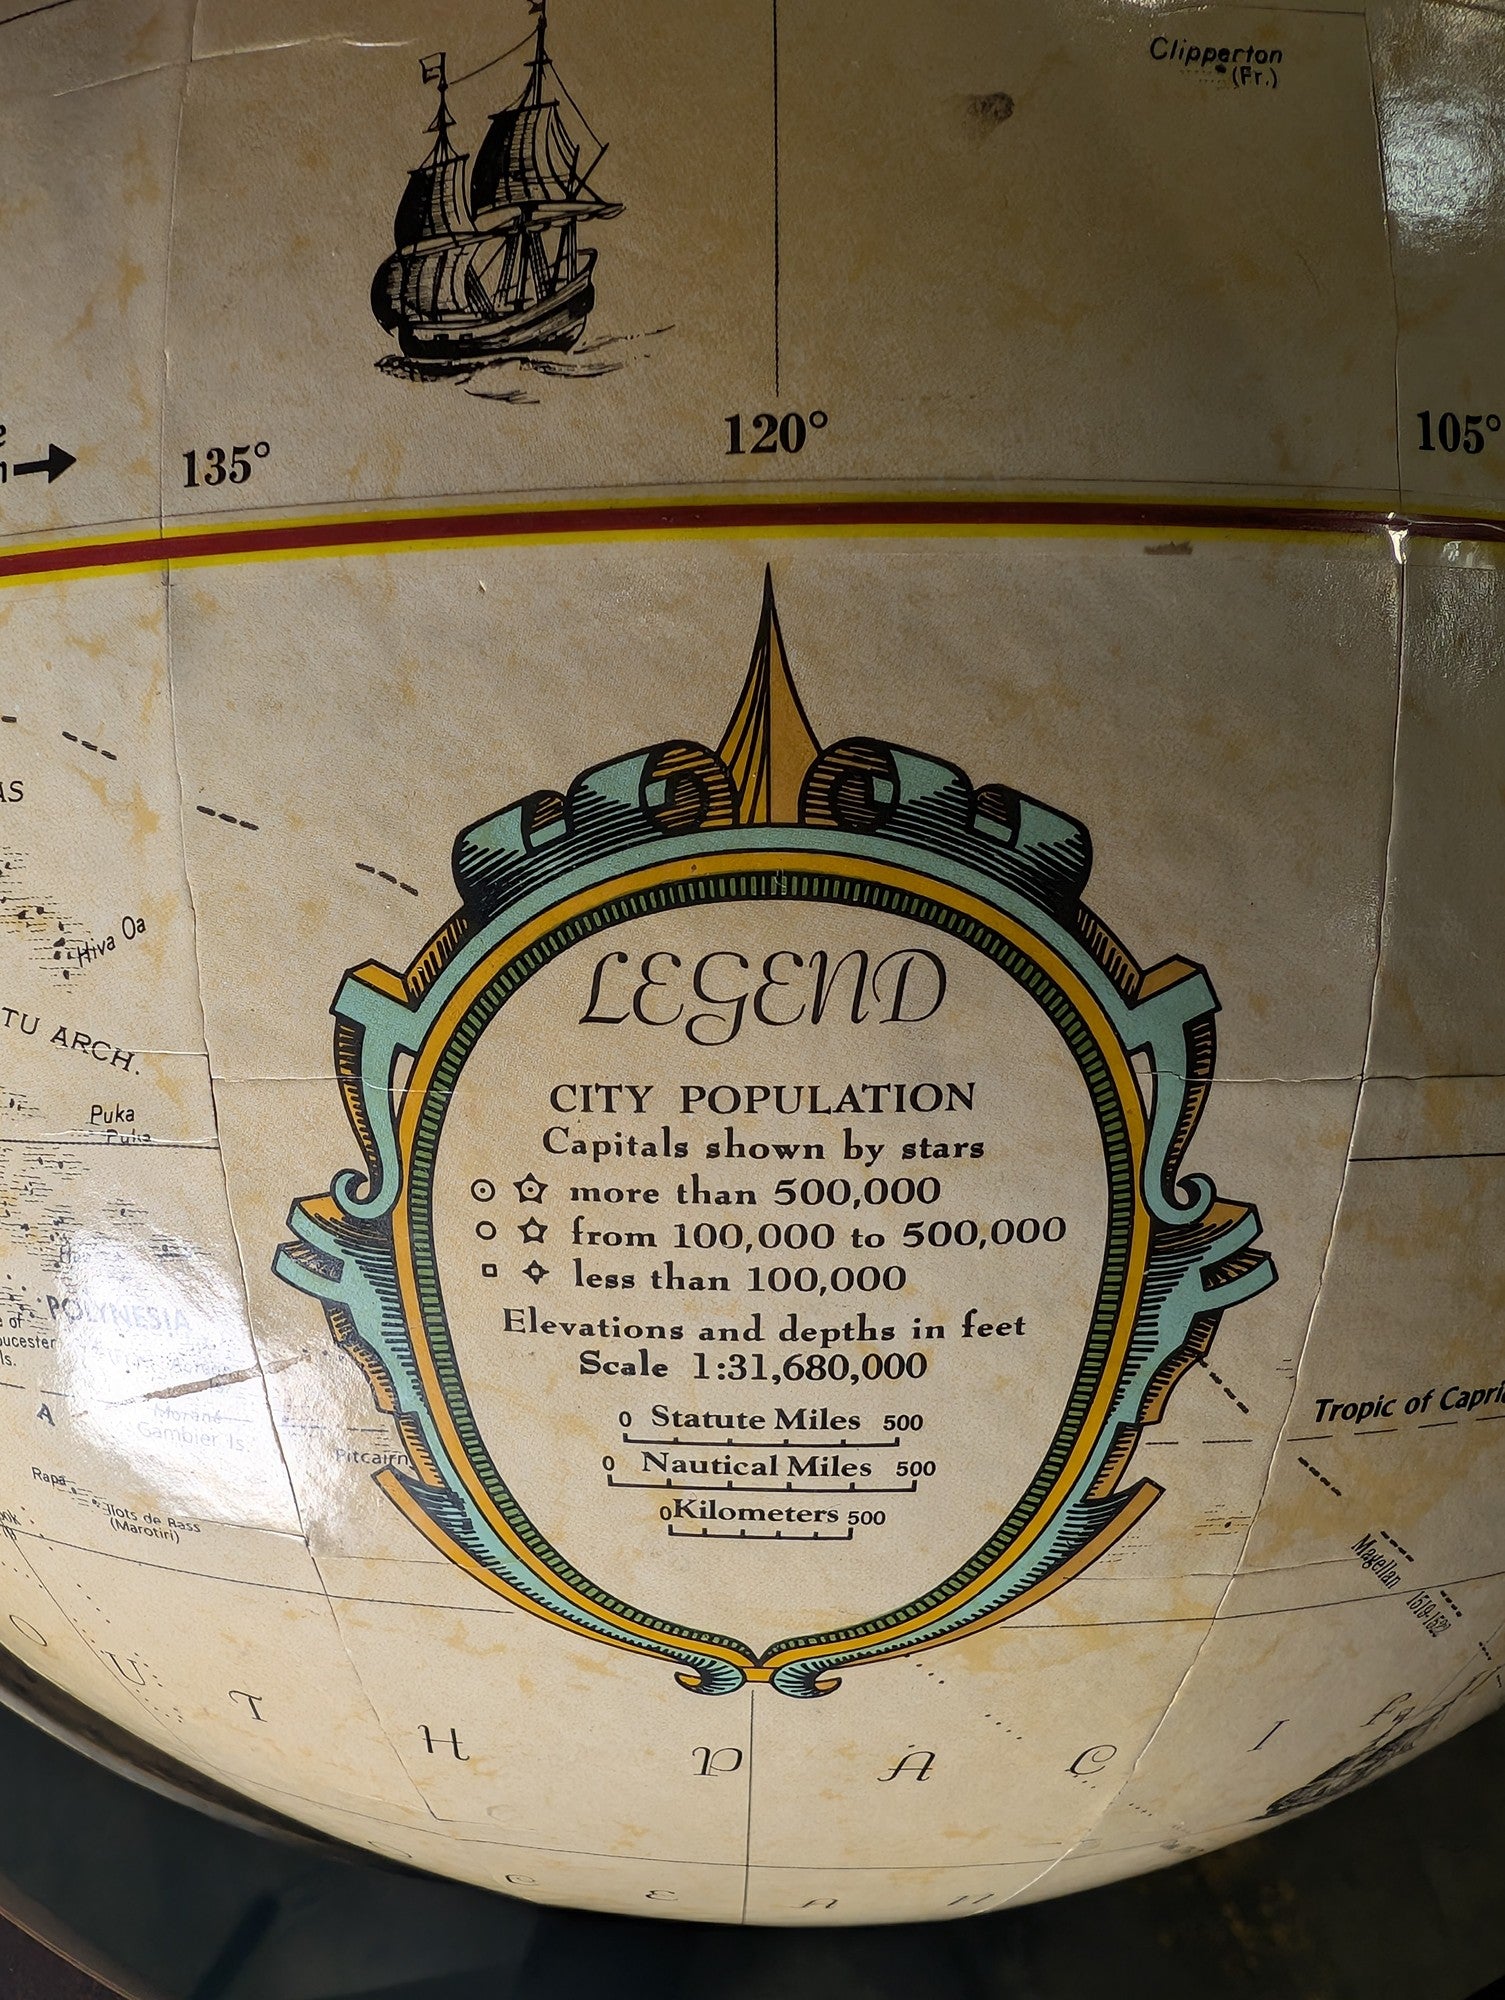 Clipperton
(Fr.)
135°
120°
105°
Hiva Oa
TU ARCH.
Puka
Puka
LEGEND
CITY POPULATION
Capitals shown by stars
more than 500,000
from 100,000 to 500,000
less than 100,000
Elevations and depths in feet
Scale 1:31,680,000
0 Statute Miles 500
0 Nautical Miles 500
0 Kilometers 500
POLYNESIA
Tropic of Capri
Gambier Is.
Pitcairn
Rapa
Ilots de Bass
(Marotiri)
Magellan
1519-1522
O U T H P A C I
C E A N